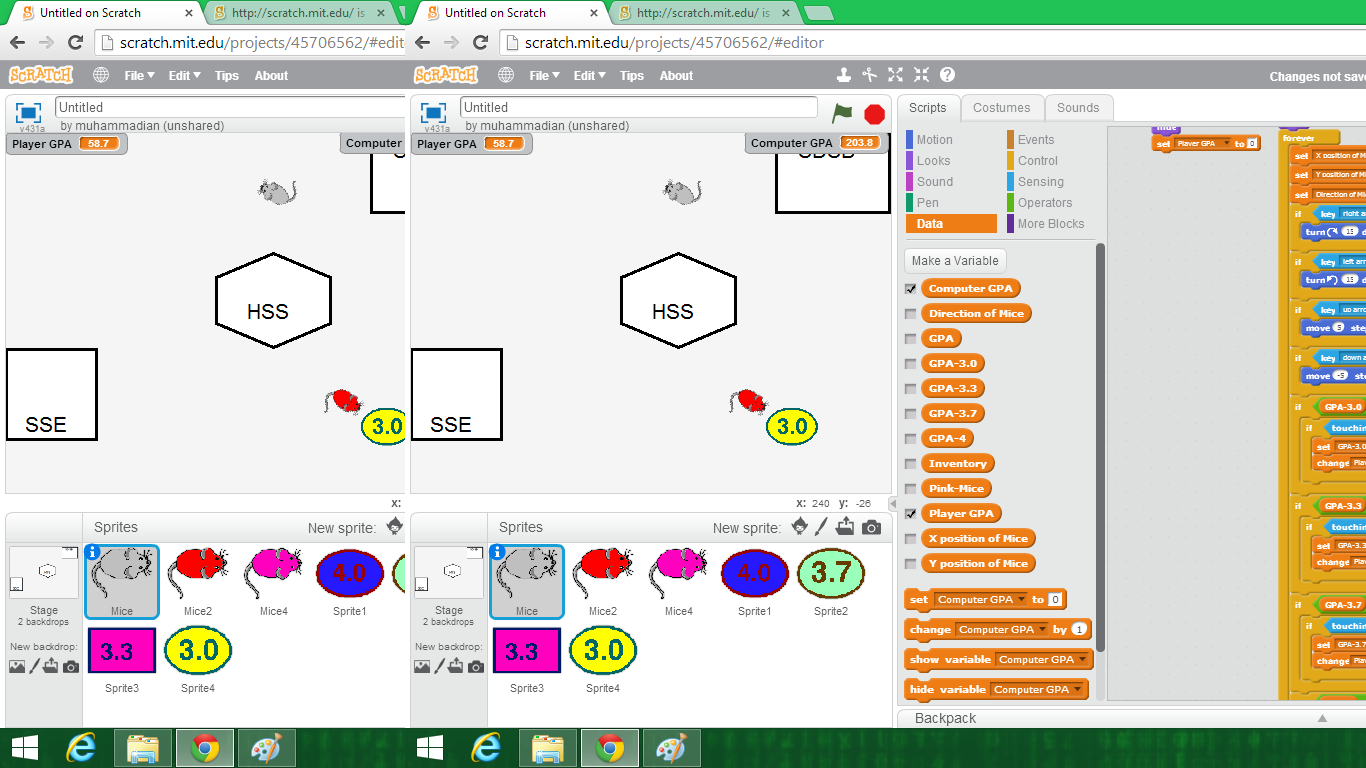 Untitled on Scratch
http://scratch.mit.edu/ is
scratch.mit.edu/projects/45706562/#edit
SCRATCH File Edit Tips About
Untitled
v431a by muhammadian (unshared)
Player GPA 58.7
Computer
HSS
SSE
3.0
x:
Sprites New sprite:
Stage
2 backdrops
New backdrop:
Mice Mice2 Mice4 Sprite1
4.0
3.3 3.0
Sprite3 Sprite4
Untitled on Scratch
http://scratch.mit.edu/ is
scratch.mit.edu/projects/45706562/#editor
SCRATCH File Edit Tips About
Changes not save
Untitled
v431a by muhammadian (unshared)
Player GPA 58.7
Computer GPA 203.8
HSS
SSE
3.0
x: 240 y: -26
Sprites New sprite:
Stage
2 backdrops
New backdrop:
4.0 3.7
Mice Mice2 Mice4 Sprite1 Sprite2
3.3 3.0
Sprite3 Sprite4
Scripts Costumes Sounds
Motion Events
Looks Control
Sound Sensing
Pen Operators
Data More Blocks
Make a Variable
Computer GPA
Direction of Mice
GPA
GPA-3.0
GPA-3.3
GPA-3.7
GPA-4
Inventory
Pink-Mice
Player GPA
X position of Mice
Y position of Mice
set Computer GPA to 0
change Computer GPA by 1
show variable Computer GPA
hide variable Computer GPA
hide
set Player GPA to 0
forever
set X position of Mi
set Y position of Mi
set Direction of Mi
if key right a
turn 15 d
if key left arr
turn 15 d
if key up arro
move 5 step
if key down a
move -5 ste
if GPA-3.0
if touchin
set GPA-3.0
change Play
if GPA-3.3
if touchin
set GPA-3.3
change Play
if GPA-3.7
if touchin
set GPA-3.7
change Play
Backpack